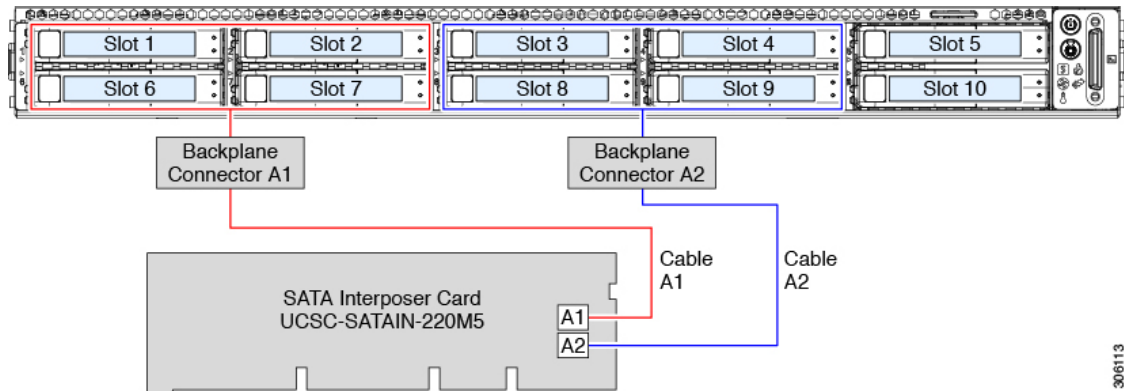 Slot 1
Slot 2
Slot 3
Slot 4
Slot 5
Slot 6
Slot 7
Slot 8
Slot 9
Slot 10
Backplane
Connector A1
Backplane
Connector A2
Cable
A1
Cable
A2
SATA Interposer Card
UCSC-SATAIN-220M5
A1
A2
306113